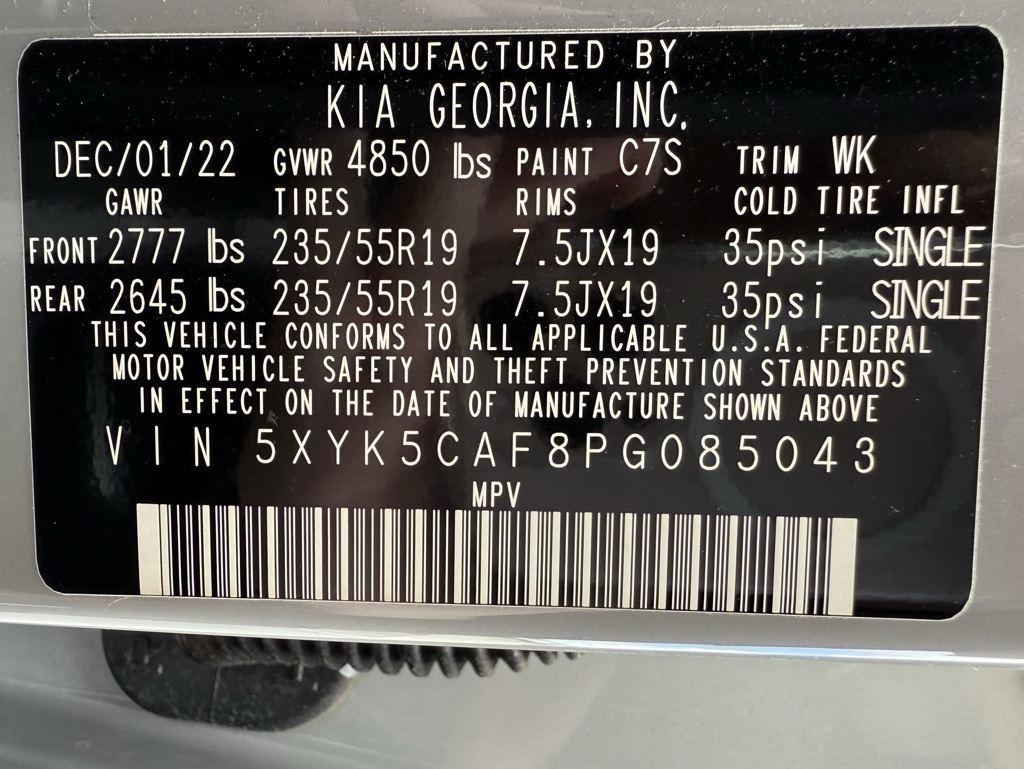 MANUFACTURED BY
KIA GEORGIA, INC.
DEC/01/22 GVWR 4850 lbs PAINT C7S TRIM WK
GAWR TIRES RIMS COLD TIRE INFL
FRONT 2777 lbs 235/55R19 7.5JX19 35psi SINGLE
REAR 2645 lbs 235/55R19 7.5JX19 35psi SINGLE
THIS VEHICLE CONFORMS TO ALL APPLICABLE U.S.A. FEDERAL
MOTOR VEHICLE SAFETY AND THEFT PREVENTION STANDARDS
IN EFFECT ON THE DATE OF MANUFACTURE SHOWN ABOVE
VIN 5XYK5CAF8PG085043
MPV